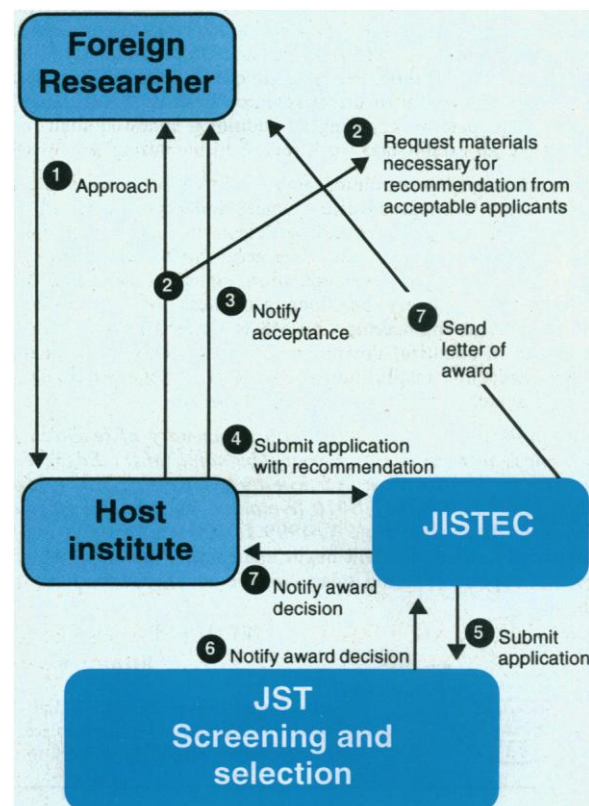 Foreign
Researcher
2
Request materials
necessary for
recommendation from
acceptable applicants
1
Approach
2
3
Notify
acceptance
7
Send
letter of
award
4
Submit application
with recommendation
Host
institute
JISTEC
7
Notify award
decision
5
Submit
application
6
Notify award decision
JST
Screening and
selection